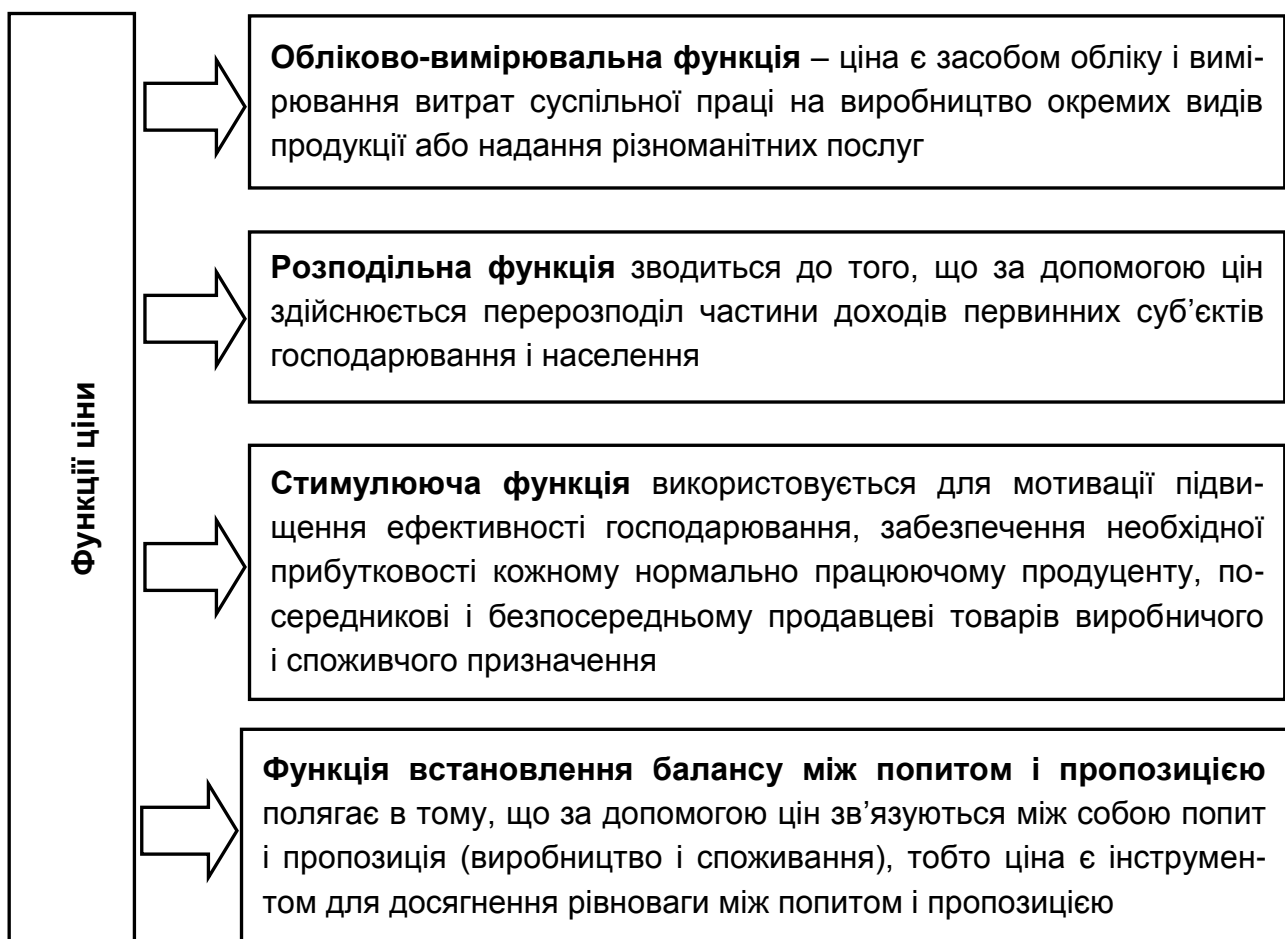 Функції ціни
Обліково-вимірювальна функція – ціна є засобом обліку і вимі-
рювання витрат суспільної праці на виробництво окремих видів
продукції або надання різноманітних послуг
Розподільна функція зводиться до того, що за допомогою цін
здійснюється перерозподіл частини доходів первинних суб’єктів
господарювання і населення
Стимулююча функція використовується для мотивації підви-
щення ефективності господарювання, забезпечення необхідної
прибутковості кожному нормально працюючому продуценту, по-
середникові і безпосередньому продавцеві товарів виробничого
і споживчого призначення
Функція встановлення балансу між попитом і пропозицією
полягає в тому, що за допомогою цін зв’язуються між собою попит
і пропозиція (виробництво і споживання), тобто ціна є інструмен-
том для досягнення рівноваги між попитом і пропозицією